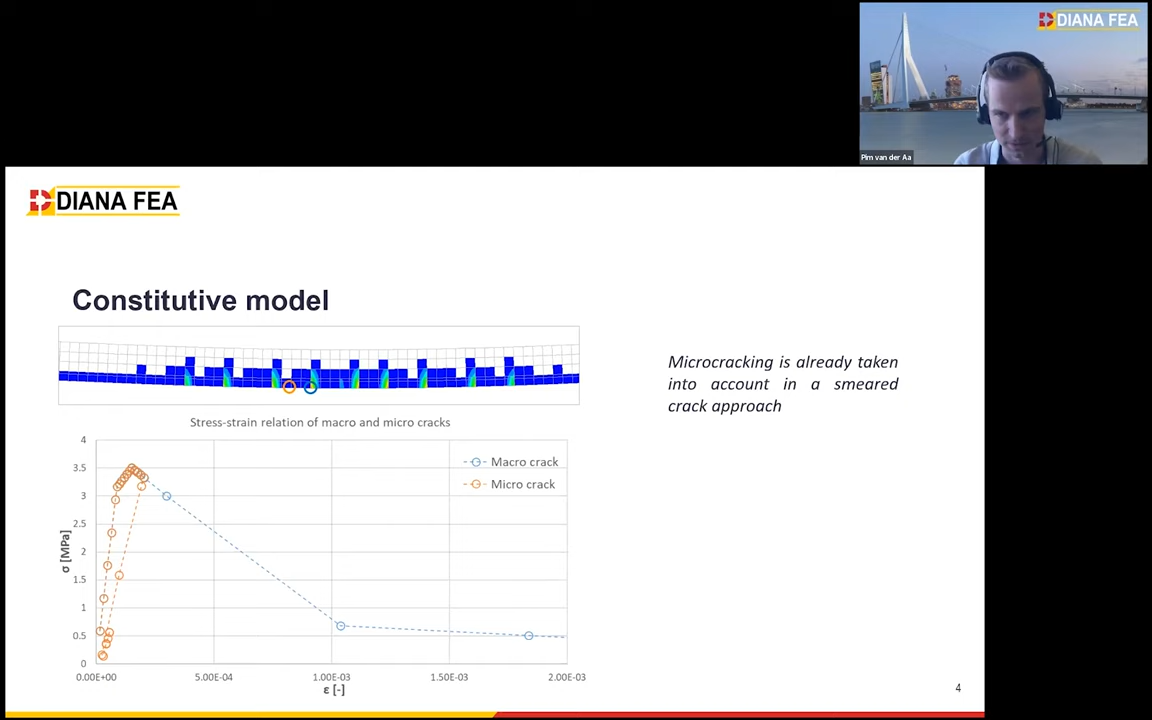 DIANA FEA
Pim van der Aa
DIANA FEA
Constitutive model
Microcracking is already taken
into account in a smeared
crack approach
Stress-strain relation of macro and micro cracks
4
3.5
3
2.5
2
1.5
1
0.5
0
σ [MPa]
Macro crack
Micro crack
0.00E+00
5.00E-04
1.00E-03
1.50E-03
2.00E-03
ε [-]
4